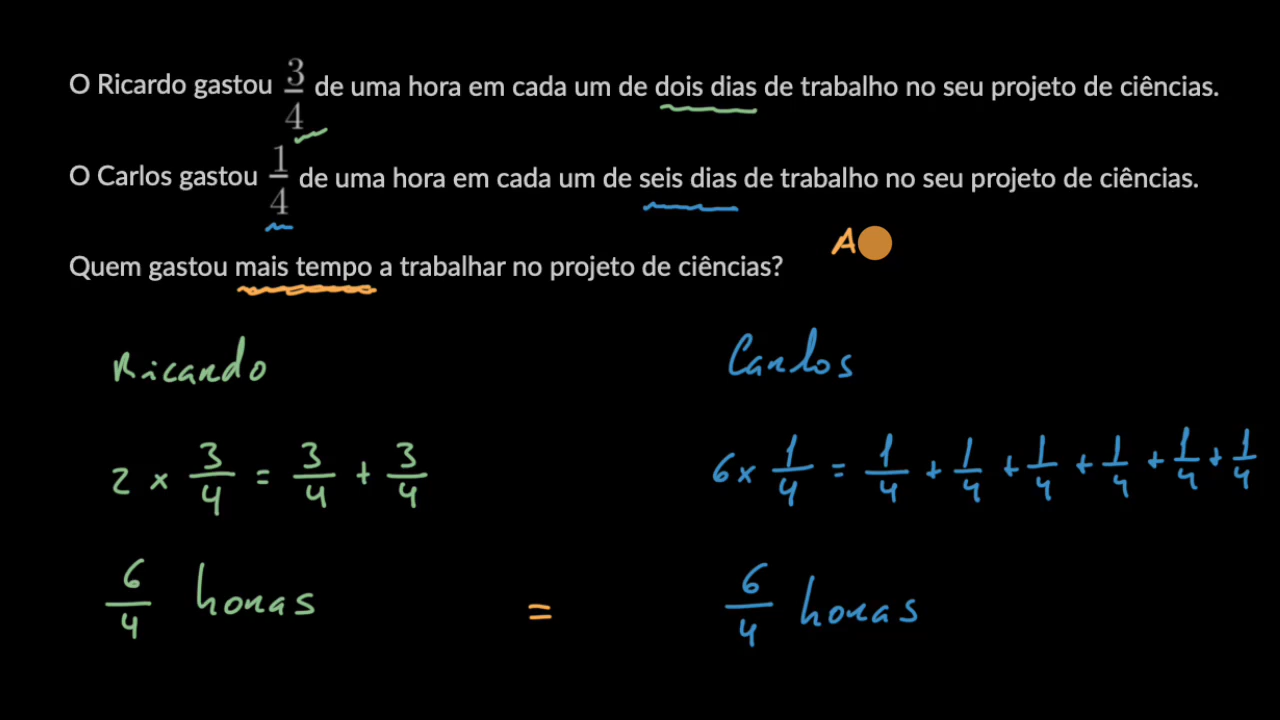 O Ricardo gastou 3/4 de uma hora em cada um de dois dias de trabalho no seu projeto de ciências.
O Carlos gastou 1/4 de uma hora em cada um de seis dias de trabalho no seu projeto de ciências.
A
Quem gastou mais tempo a trabalhar no projeto de ciências?
Ricardo
Carlos
2 × 3/4 = 3/4 + 3/4
6 × 1/4 = 1/4 + 1/4 + 1/4 + 1/4 + 1/4 + 1/4
6/4 horas = 6/4 horas